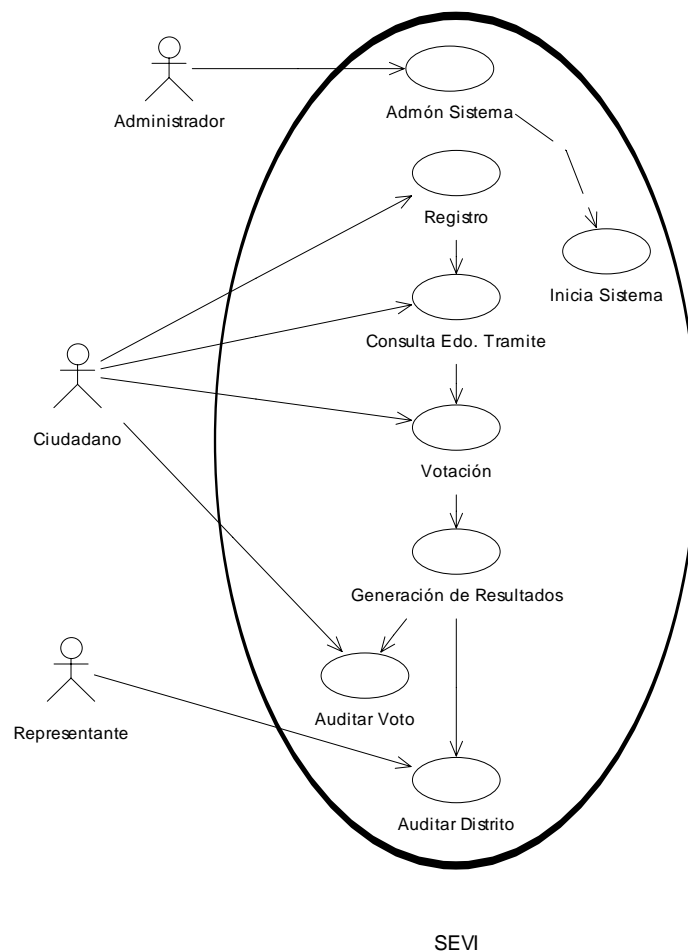 Administrador
Admón Sistema
Registro
Inicia Sistema
Consulta Edo. Tramite
Ciudadano
Votación
Generación de Resultados
Auditar Voto
Representante
Auditar Distrito
SEVI